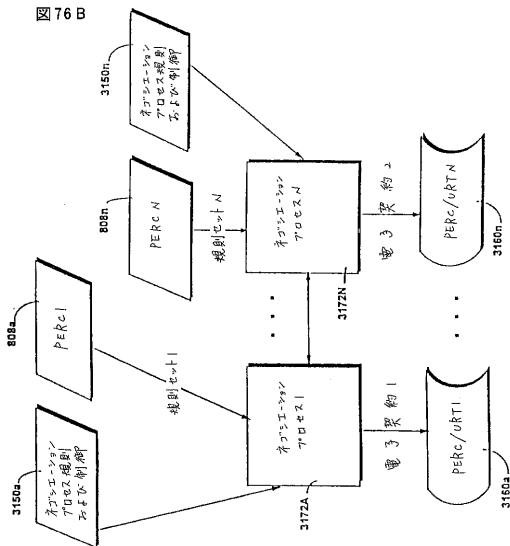 図 76 B
3150a
ネゴシエーション
プロセス規則
および制御
808a
PERC 1
808n
PERC N
3150n
ネゴシエーション
プロセス規則
および制御
規則セット1
規則セットN
ネゴシエーション
プロセス1
3172A
・・・
ネゴシエーション
プロセスN
3172N
電子契約1
電子契約2
PERC/URT1
3160a
・・・
PERC/URTN
3160n